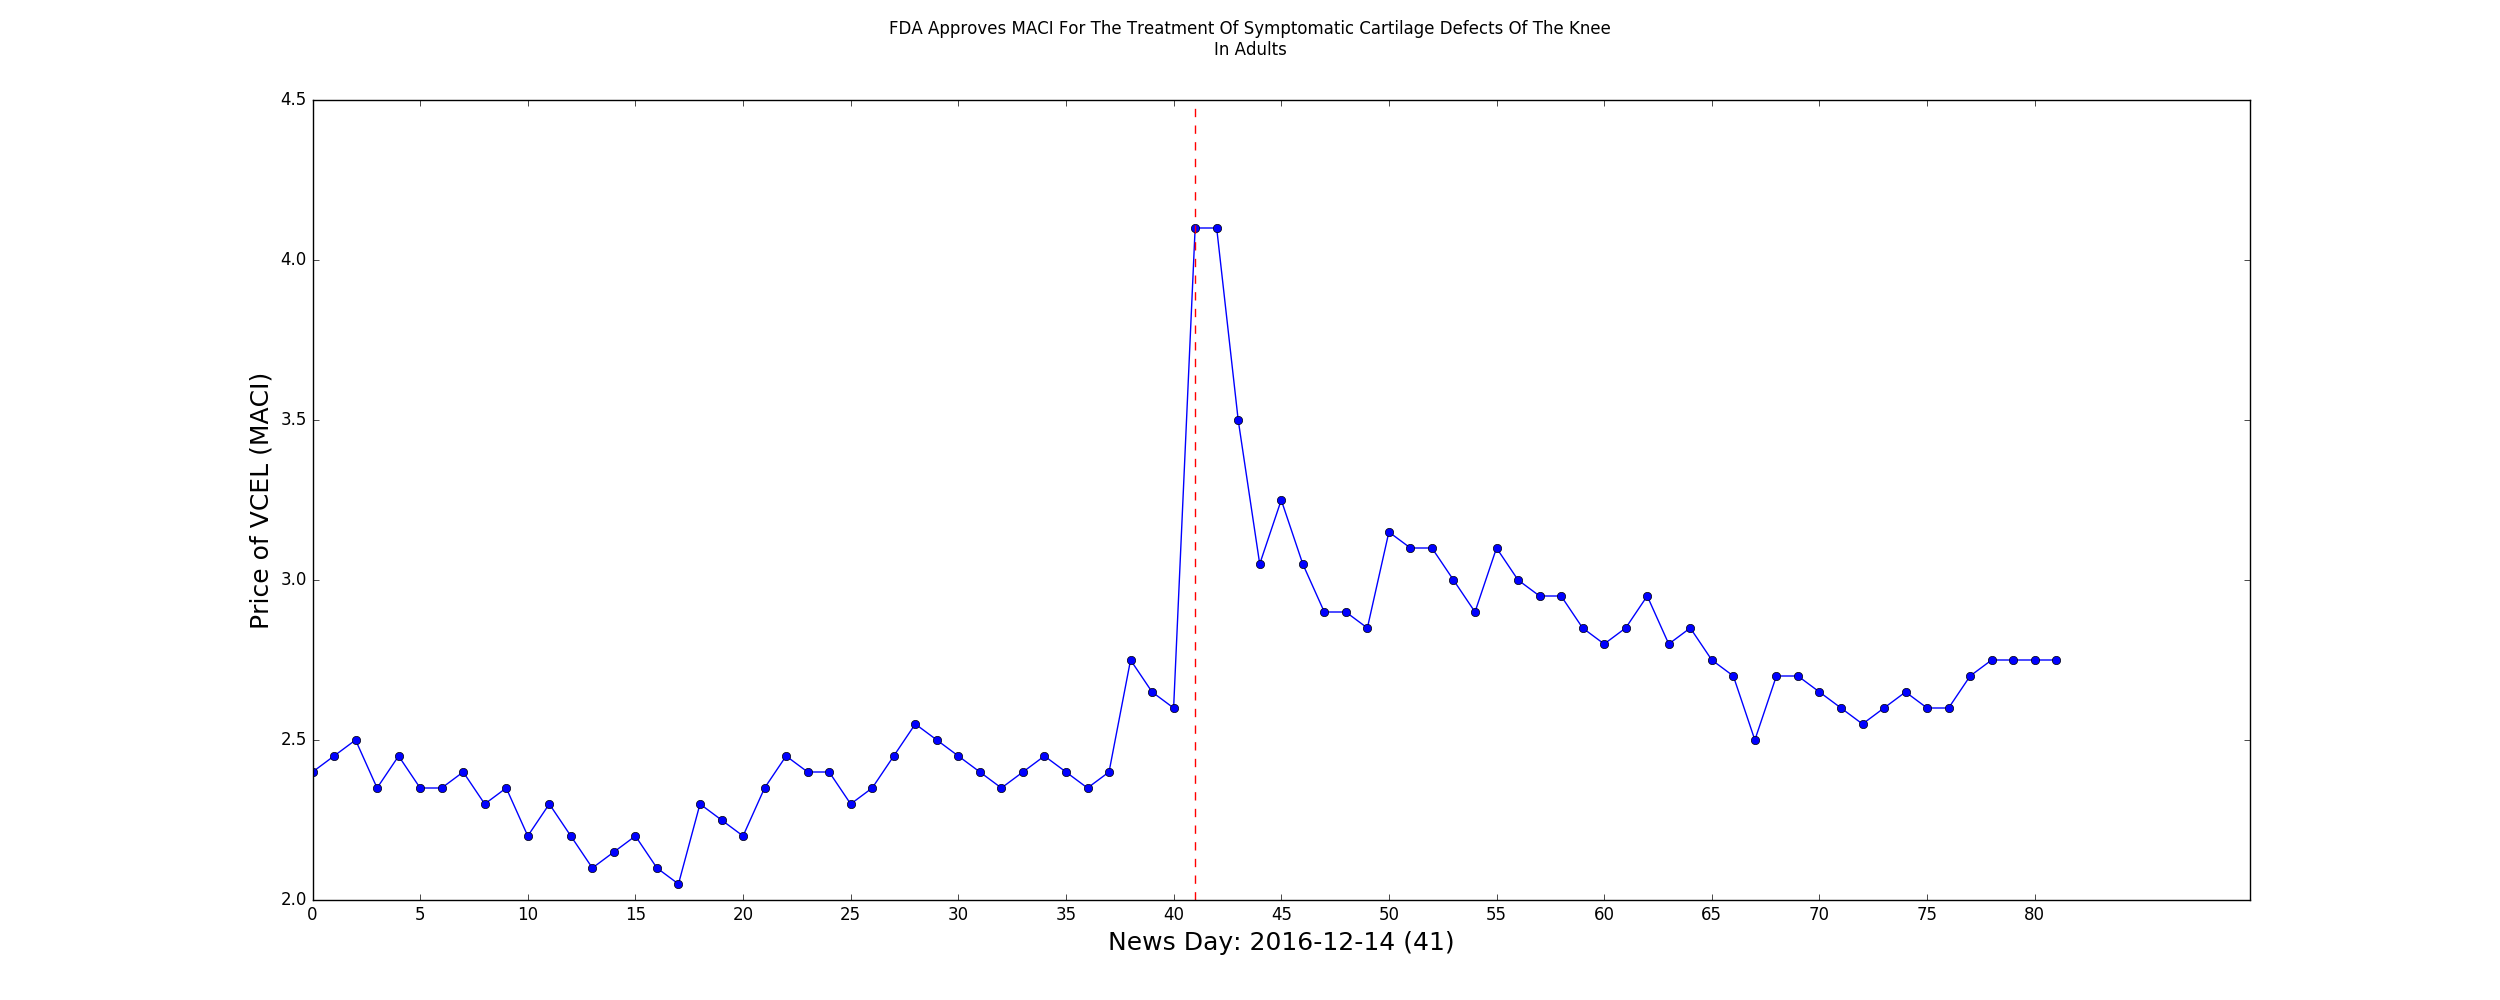 FDA Approves MACI For The Treatment Of Symptomatic Cartilage Defects Of The Knee
In Adults
4.5
4.0
3.5
3.0
2.5
2.0
Price of VCEL (MACI)
0 5 10 15 20 25 30 35 40 45 50 55 60 65 70 75 80
News Day: 2016-12-14 (41)